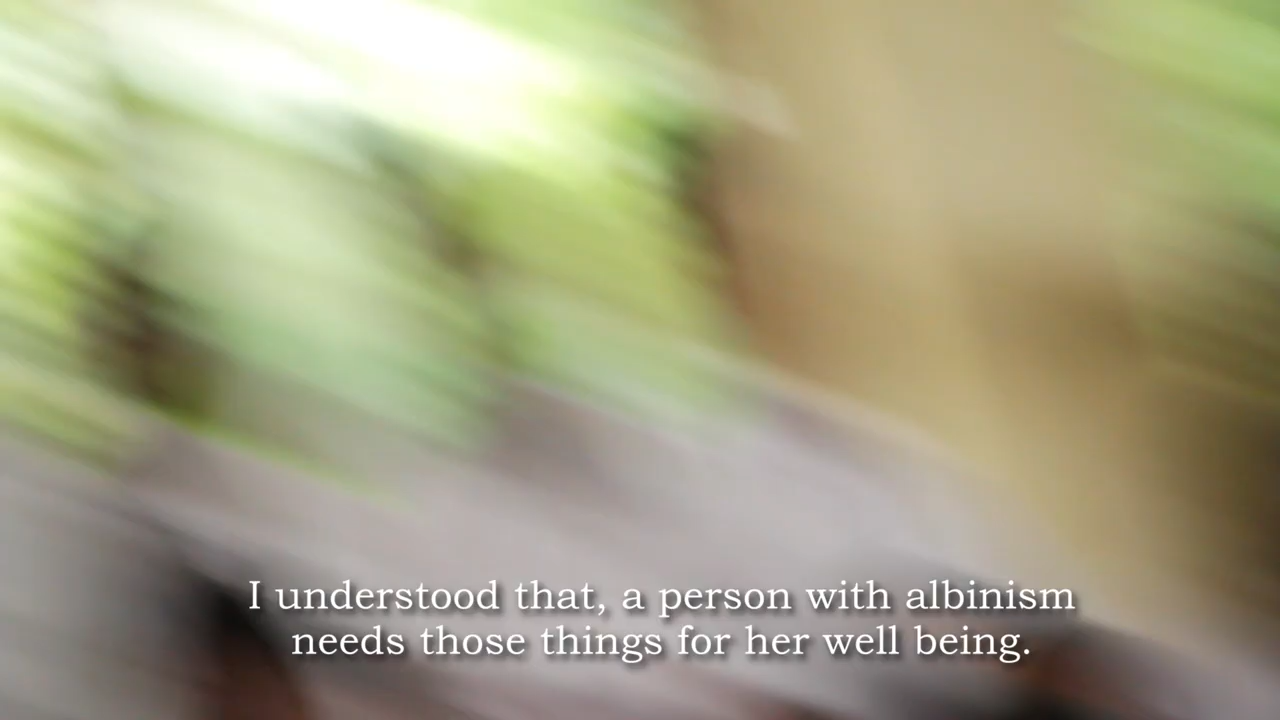 I understood that, a person with albinism
needs those things for her well being.